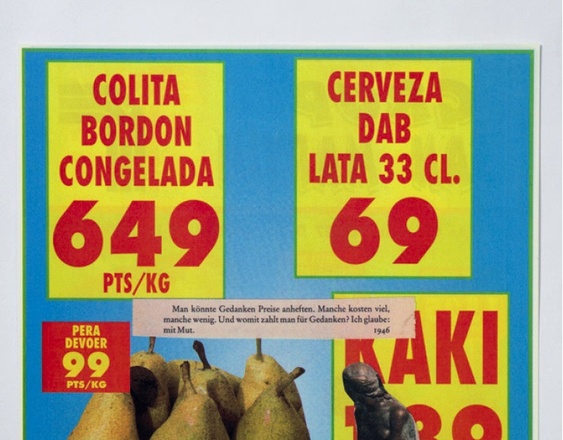 COLITA
BORDON
CONGELADA
649
PTS/KG
CERVEZA
DAB
LATA 33 CL.
69
Man könnte Gedanken Preise anheften. Manche kosten viel,
manche wenig. Und womit zahlt man für Gedanken? Ich glaube:
mit Mut.
1946
PERA
DEVOER
99
PTS/KG
KAKI